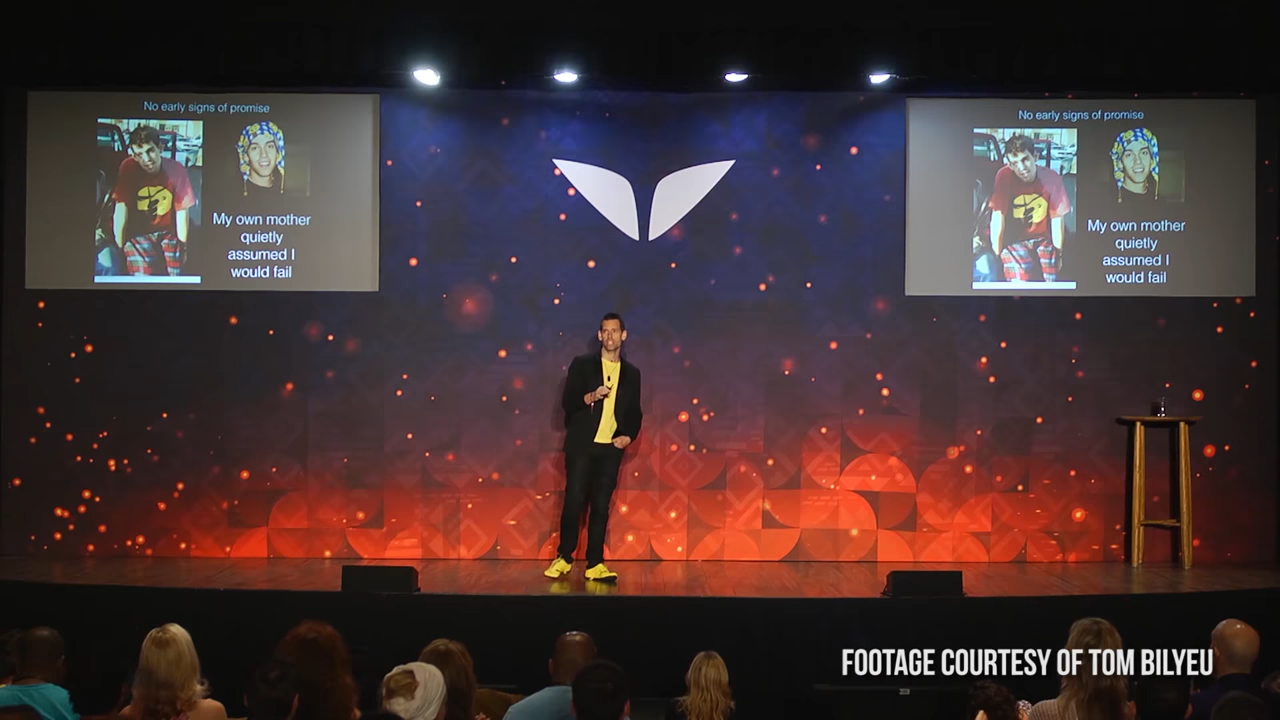 No early signs of promise
My own mother
quietly
assumed I
would fail
No early signs of promise
My own mother
quietly
assumed I
would fail
FOOTAGE COURTESY OF TOM BILYEU